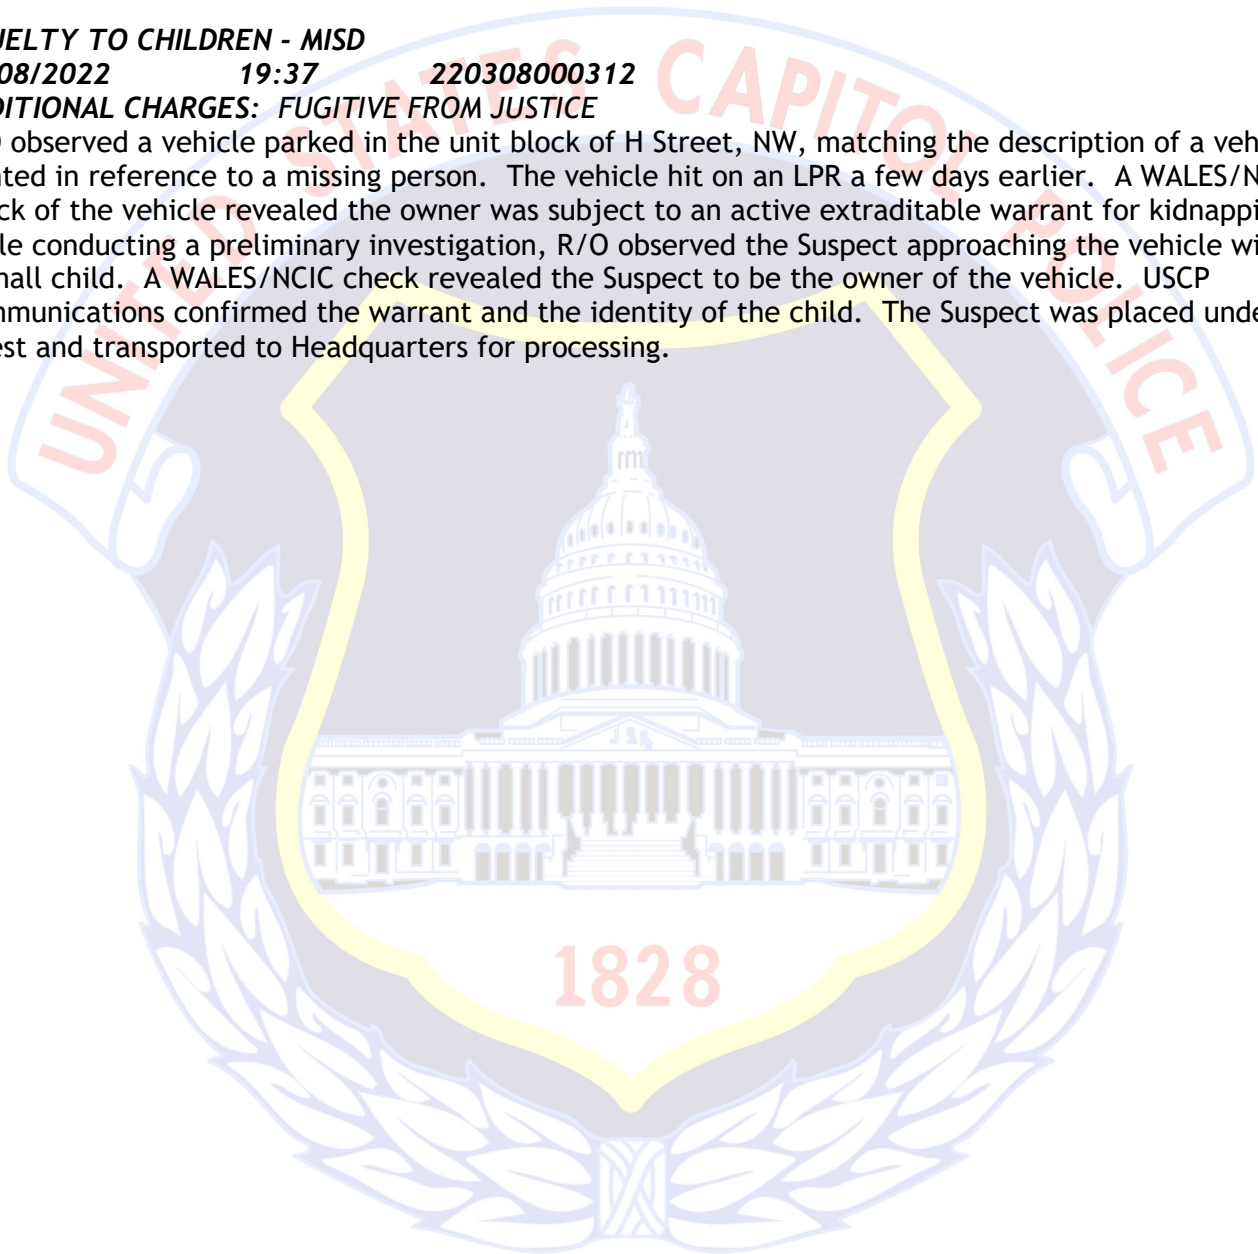 UELTY TO CHILDREN - MISD
08/2022 19:37 220308000312
DITIONAL CHARGES: FUGITIVE FROM JUSTICE
observed a vehicle parked in the unit block of H Street, NW, matching the description of a veh
ted in reference to a missing person. The vehicle hit on an LPR a few days earlier. A WALES/N
ck of the vehicle revealed the owner was subject to an active extraditable warrant for kidnappi
le conducting a preliminary investigation, R/O observed the Suspect approaching the vehicle wi
mall child. A WALES/NCIC check revealed the Suspect to be the owner of the vehicle. USCP
mmunications confirmed the warrant and the identity of the child. The Suspect was placed unde
est and transported to Headquarters for processing.
UNITED STATES CAPITOL POLICE
1828